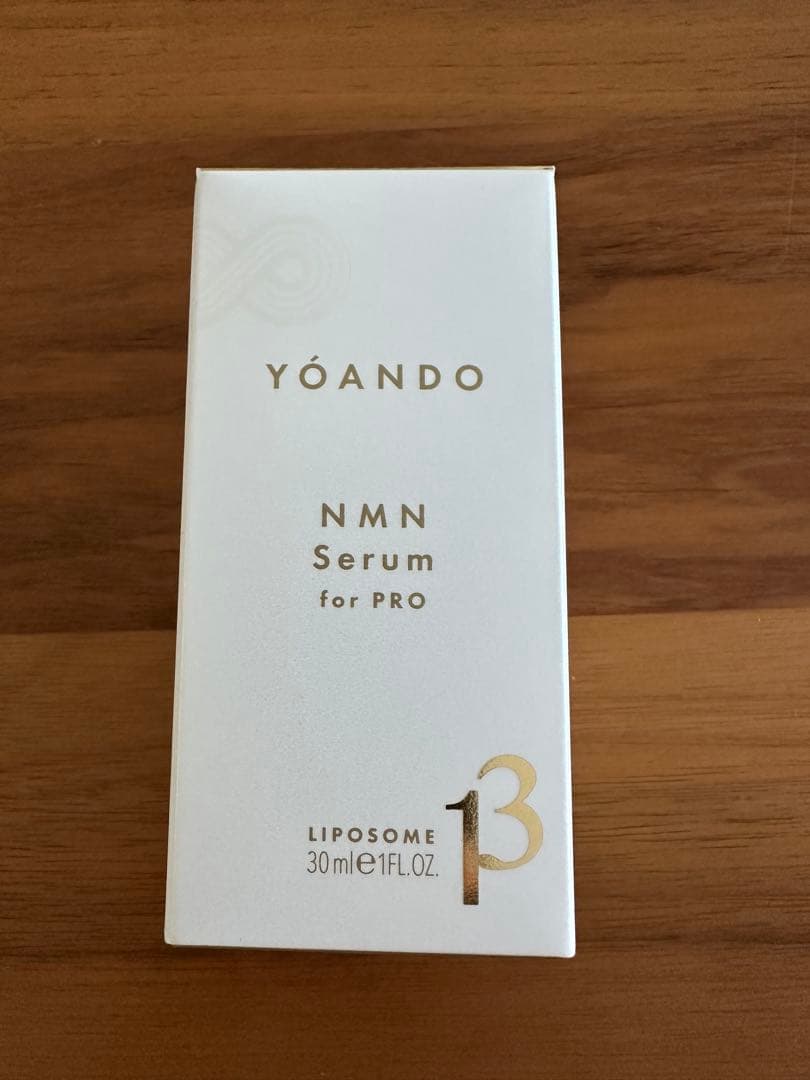 YÓANDO
NMN
Serum
for PRO
LIPOSOME
30ml℮1FL.OZ.
13